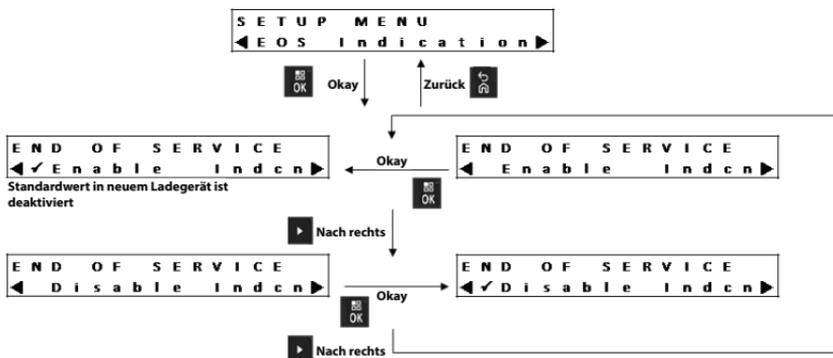 SETUP MENU
◀EOS Indication▶
OK Okay Zurück
END OF SERVICE
◀✓Enable Indcn▶
Standardwert in neuem Ladegerät ist
deaktiviert
Okay
OK
END OF SERVICE
◀ Enable Indcn▶
Nach rechts
END OF SERVICE
◀ Disable Indcn▶
OK
Okay
END OF SERVICE
◀✓Disable Indcn▶
Nach rechts